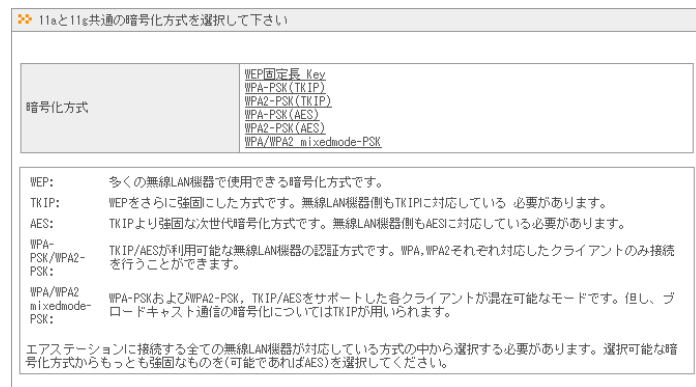 11aと11g共通の暗号化方式を選択して下さい
暗号化方式
WEP固定長 Key
WPA-PSK(TKIP)
WPA2-PSK(TKIP)
WPA-PSK(AES)
WPA2-PSK(AES)
WPA/WPA2 mixedmode-PSK
WEP: 多くの無線LAN機器で使用できる暗号化方式です。
TKIP: WEPをさらに強固にした方式です。無線LAN機器側もTKIPに対応している 必要があります。
AES: TKIPより強固な次世代暗号化方式です。無線LAN機器側もAESに対応している必要があります。
WPA-
PSK/WPA2-
PSK:
TKIP/AESが利用可能な無線LAN機器の認証方式です。WPA,WPA2それぞれ対応したクライアントのみ接続
を行うことができます。
WPA/WPA2
mixedmode-
PSK:
WPA-PSKおよびWPA2-PSK, TKIP/AESをサポートした各クライアントが混在可能なモードです。但し、ブ
ロードキャスト通信の暗号化についてはTKIPが用いられます。
エアステーションに接続する全ての無線LAN機器が対応している方式の中から選択する必要があります。選択可能な暗
号化方式からもっとも強固なものを(可能であればAES)を選択してください。